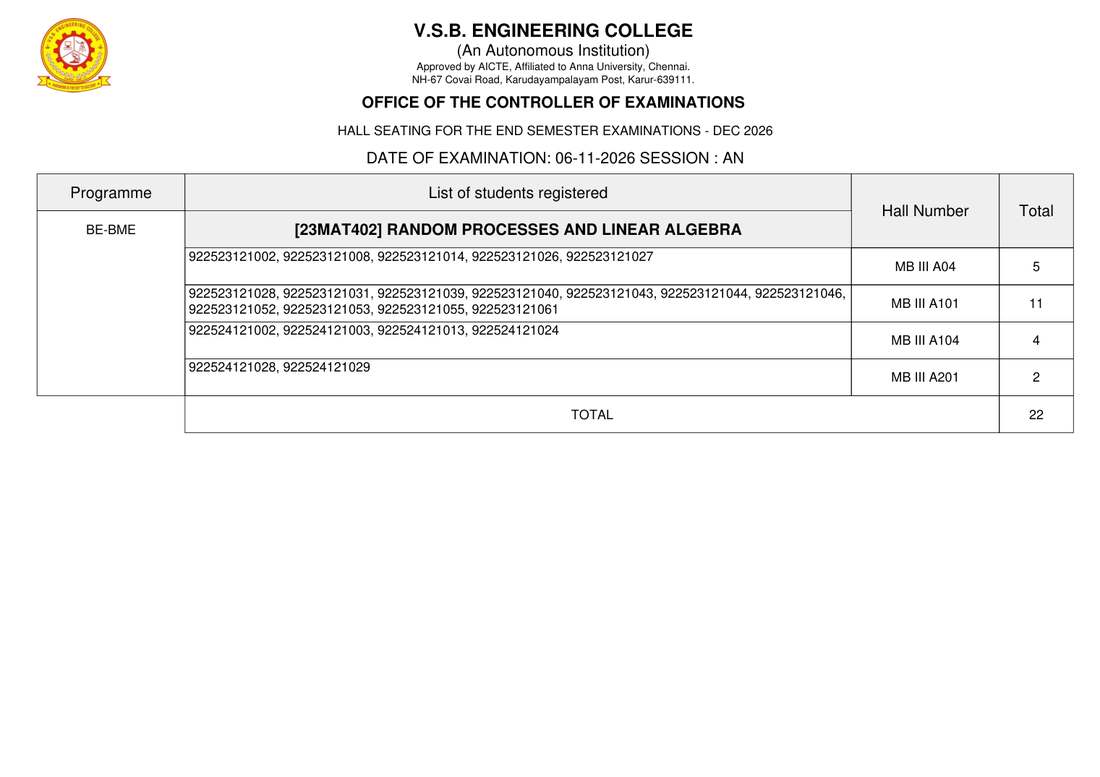 V.S.B. ENGINEERING COLLEGE
(An Autonomous Institution)
Approved by AICTE, Affiliated to Anna University, Chennai.
NH-67 Covai Road, Karudayampalayam Post, Karur-639111.
OFFICE OF THE CONTROLLER OF EXAMINATIONS
HALL SEATING FOR THE END SEMESTER EXAMINATIONS - DEC 2026
DATE OF EXAMINATION: 06-11-2026 SESSION : AN
Programme
List of students registered
Hall Number
Total
BE-BME
[23MAT402] RANDOM PROCESSES AND LINEAR ALGEBRA
922523121002, 922523121008, 922523121014, 922523121026, 922523121027
MB III A04
5
922523121028, 922523121031, 922523121039, 922523121040, 922523121043, 922523121044, 922523121046,
922523121052, 922523121053, 922523121055, 922523121061
MB III A101
11
922524121002, 922524121003, 922524121013, 922524121024
MB III A104
4
922524121028, 922524121029
MB III A201
2
TOTAL
22